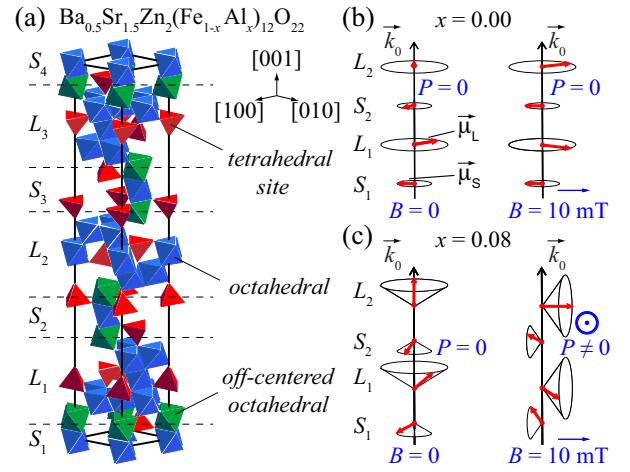 (a) Ba0.5Sr1.5Zn2(Fe1-xAlx)12O22
S4
L3
S3
L2
S2
L1
S1
[001]
[100] [010]
tetrahedral
site
octahedral
off-centered
octahedral
(b) x = 0.00
k0 k0
L2
P = 0 P = 0
S2
L1 μL
S1 μS
B = 0 B = 10 mT
(c) x = 0.08
k0 k0
L2
S2 P = 0 P ≠ 0
L1
S1
B = 0 B = 10 mT